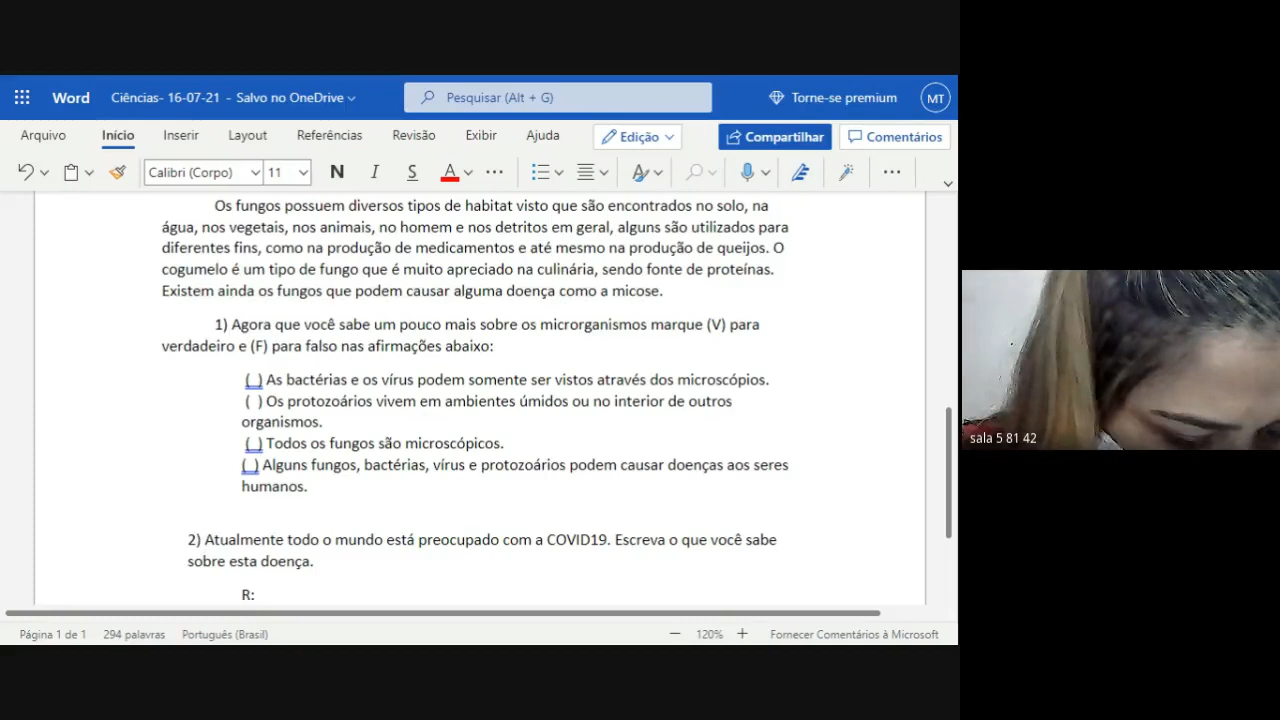 Word Ciências- 16-07-21 - Salvo no OneDrive Pesquisar (Alt + G) Torne-se premium MT
Arquivo Início Inserir Layout Referências Revisão Exibir Ajuda Edição Compartilhar Comentários
Calibri (Corpo) 11 N I S A ...
Os fungos possuem diversos tipos de habitat visto que são encontrados no solo, na
água, nos vegetais, nos animais, no homem e nos detritos em geral, alguns são utilizados para
diferentes fins, como na produção de medicamentos e até mesmo na produção de queijos. O
cogumelo é um tipo de fungo que é muito apreciado na culinária, sendo fonte de proteínas.
Existem ainda os fungos que podem causar alguma doença como a micose.
1) Agora que você sabe um pouco mais sobre os microrganismos marque (V) para
verdadeiro e (F) para falso nas afirmações abaixo:
( ) As bactérias e os vírus podem somente ser vistos através dos microscópios.
( ) Os protozoários vivem em ambientes úmidos ou no interior de outros
organismos.
( ) Todos os fungos são microscópicos.
( ) Alguns fungos, bactérias, vírus e protozoários podem causar doenças aos seres
humanos.
2) Atualmente todo o mundo está preocupado com a COVID19. Escreva o que você sabe
sobre esta doença.
R:
Página 1 de 1 294 palavras Português (Brasil) 120% Fornecer Comentários à Microsoft
sala 5 81 42